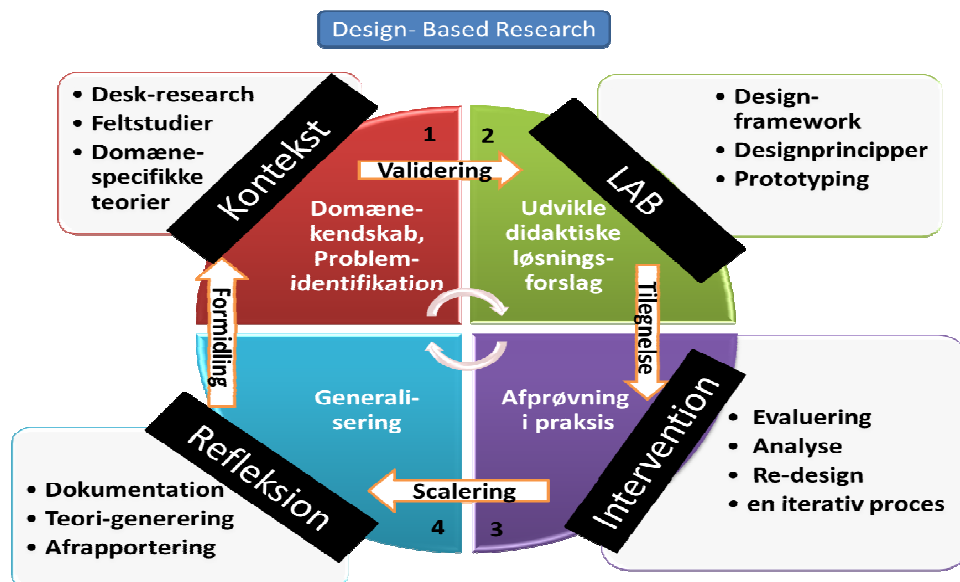 Design- Based Research
• Desk-research
• Feltstudier
• Domæne-
spesifikke
teorier
Kontekst
1
Domæne-
kendskab,
Problem-
identifikation
Validering
2
Udvikle
didaktiske
løsnings-
forslag
LAB
• Design-
framework
• Designprincipper
• Prototyping
Tilegnelse
Afprøvning
i praksis
3
Intervention
• Evaluering
• Analyse
• Re-design
• en iterativ proces
Scalering
Generali-
sering
4
Refleksion
• Dokumentation
• Teori-generering
• Afrapportering
Formidling